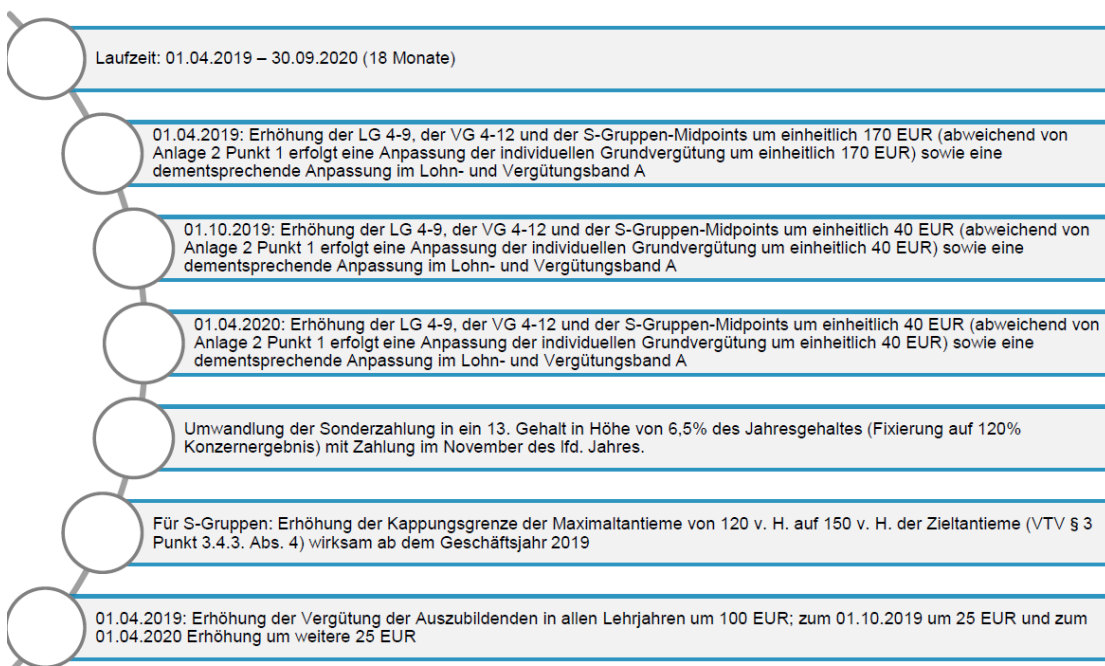 Laufzeit: 01.04.2019 – 30.09.2020 (18 Monate)
01.04.2019: Erhöhung der LG 4-9, der VG 4-12 und der S-Gruppen-Midpoints um einheitlich 170 EUR (abweichend von
Anlage 2 Punkt 1 erfolgt eine Anpassung der individuellen Grundvergütung um einheitlich 170 EUR) sowie eine
dementsprechende Anpassung im Lohn- und Vergütungsband A
01.10.2019: Erhöhung der LG 4-9, der VG 4-12 und der S-Gruppen-Midpoints um einheitlich 40 EUR (abweichend von
Anlage 2 Punkt 1 erfolgt eine Anpassung der individuellen Grundvergütung um einheitlich 40 EUR) sowie eine
dementsprechende Anpassung im Lohn- und Vergütungsband A
01.04.2020: Erhöhung der LG 4-9, der VG 4-12 und der S-Gruppen-Midpoints um einheitlich 40 EUR (abweichend von
Anlage 2 Punkt 1 erfolgt eine Anpassung der individuellen Grundvergütung um einheitlich 40 EUR) sowie eine
dementsprechende Anpassung im Lohn- und Vergütungsband A
Umwandlung der Sonderzahlung in ein 13. Gehalt in Höhe von 6,5% des Jahresgehaltes (Fixierung auf 120%
Konzernergebnis) mit Zahlung im November des lfd. Jahres.
Für S-Gruppen: Erhöhung der Kappungsgrenze der Maximaltantieme von 120 v. H. auf 150 v. H. der Zieltantieme (VTV § 3
Punkt 3.4.3. Abs. 4) wirksam ab dem Geschäftsjahr 2019
01.04.2019: Erhöhung der Vergütung der Auszubildenden in allen Lehrjahren um 100 EUR; zum 01.10.2019 um 25 EUR und zum
01.04.2020 Erhöhung um weitere 25 EUR